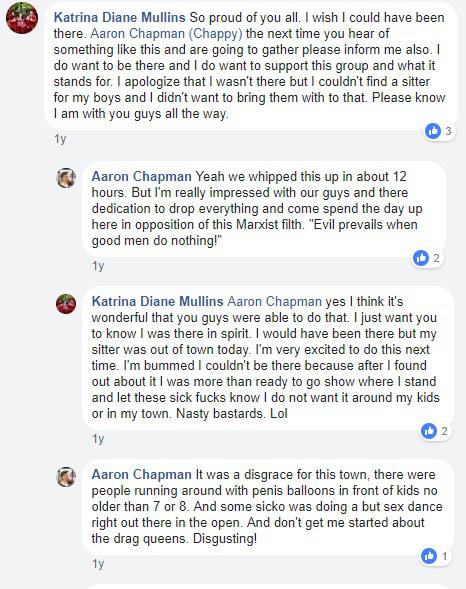 Katrina Diane Mullins So proud of you all. I wish I could have been
there. Aaron Chapman (Chappy) the next time you hear of
something like this and are going to gather please inform me also. I
do want to be there and I do want to support this group and what it
stands for. I apologize that I wasn't there but I couldn't find a sitter
for my boys and I didn't want to bring them with to that. Please know
I am with you guys all the way.
3
1y
Aaron Chapman Yeah we whipped this up in about 12
hours. But I'm really impressed with our guys and there
dedication to drop everything and come spend the day up
here in opposition of this Marxist filth. "Evil prevails when
good men do nothing!"
2
1y
Katrina Diane Mullins Aaron Chapman yes I think it's
wonderful that you guys were able to do that. I just want you
to know I was there in spirit. I would have been there but my
sitter was out of town today. I'm very excited to do this next
time. I'm bummed I couldn't be there because after I found
out about it I was more than ready to go show where I stand
and let these sick fucks know I do not want it around my kids
or in my town. Nasty bastards. Lol
2
1y
Aaron Chapman It was a disgrace for this town, there were
people running around with penis balloons in front of kids no
older than 7 or 8. And some sicko was doing a but sex dance
right out there in the open. And don't get me started about
the drag queens. Disgusting!
1
1y